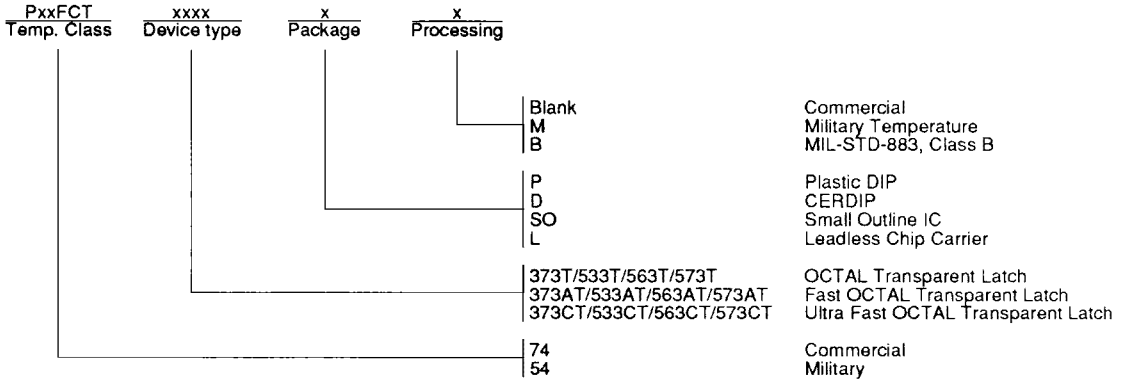 PxxFCT xxxx x x
Temp. Class Device type Package Processing
Blank Commercial
M Military Temperature
B MIL-STD-883, Class B
P Plastic DIP
D CERDIP
SO Small Outline IC
L Leadless Chip Carrier
373T/533T/563T/573T OCTAL Transparent Latch
373AT/533AT/563AT/573AT Fast OCTAL Transparent Latch
373CT/533CT/563CT/573CT Ultra Fast OCTAL Transparent Latch
74 Commercial
54 Military